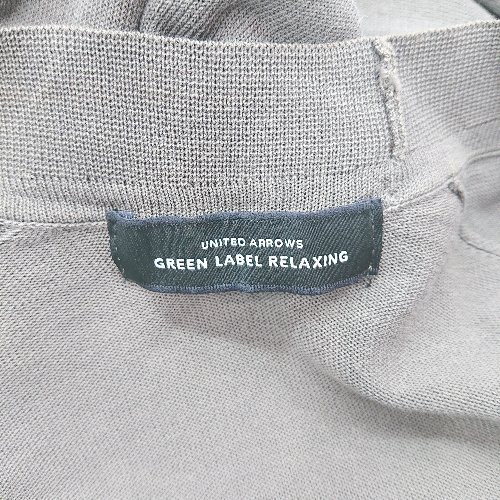 UNITED ARROWS
GREEN LABEL RELAXING